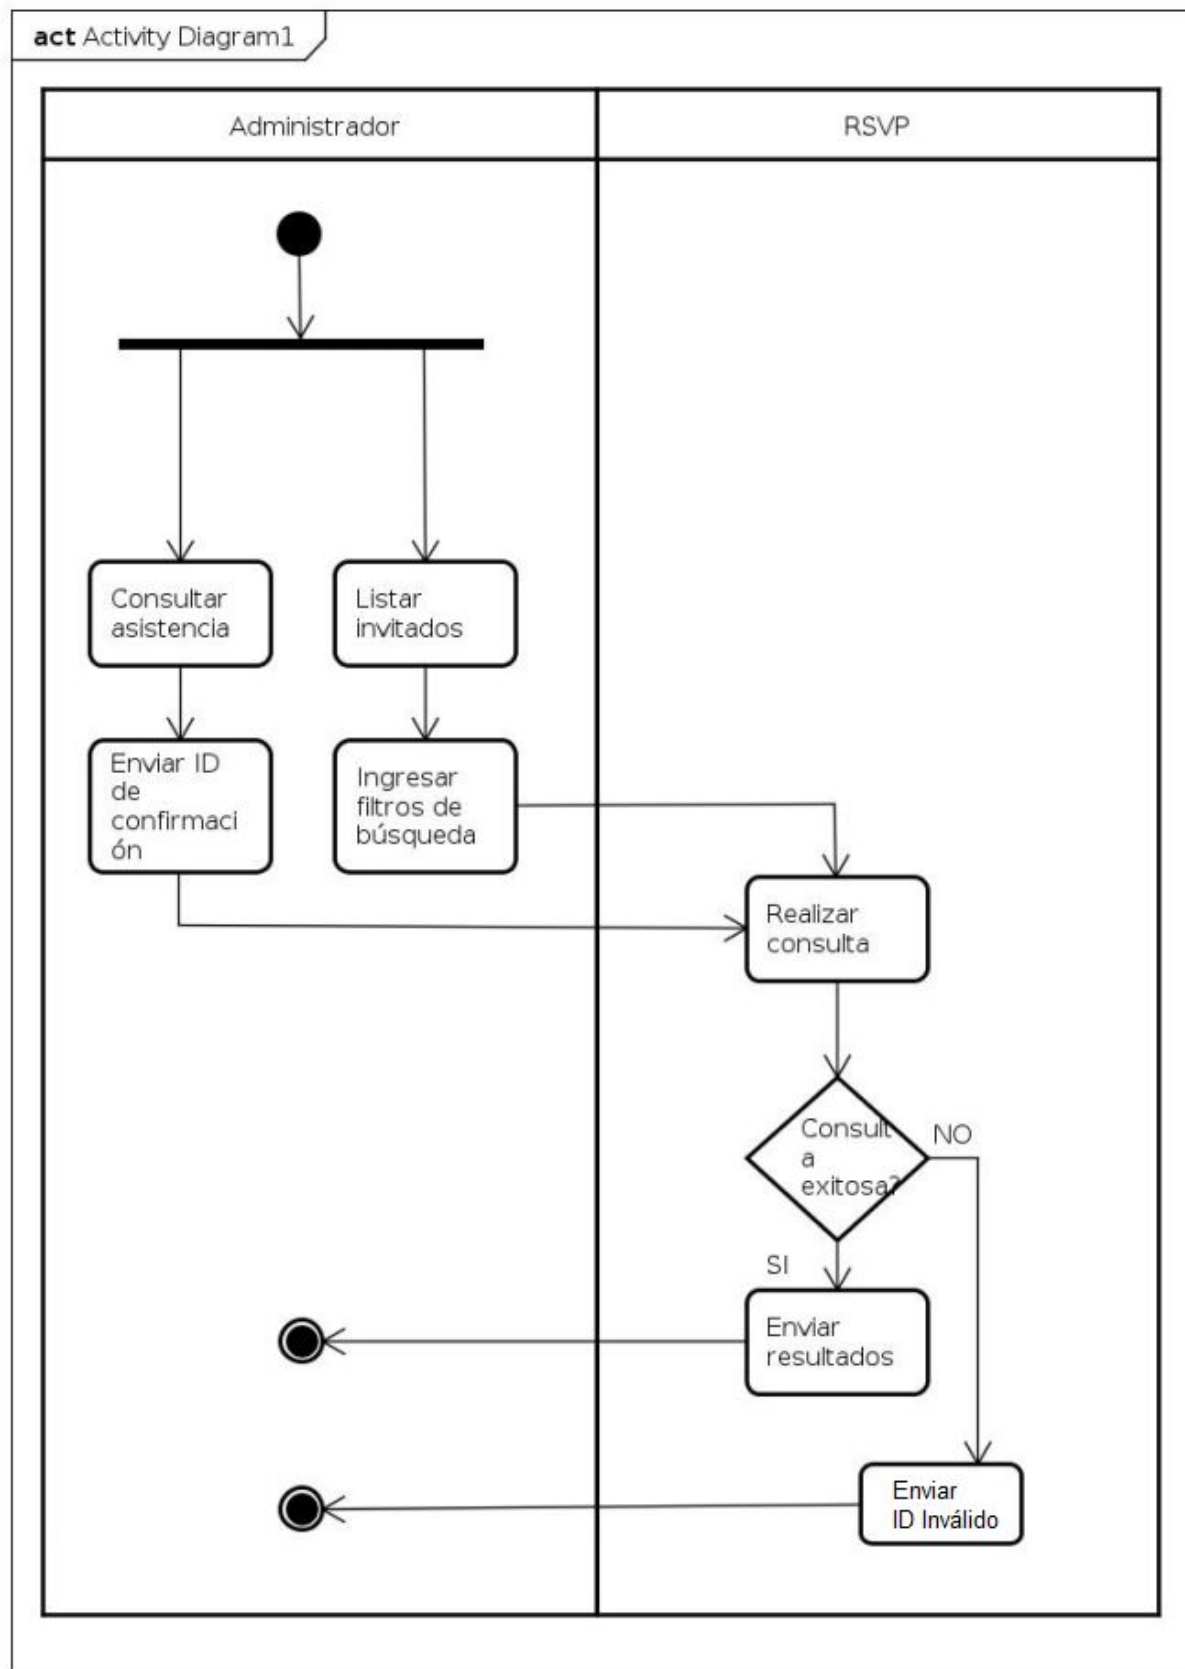 act Activity Diagram1
Administrador
RSVP
Consultar
asistencia
Listar
invitados
Enviar ID
de
confirmaci
ón
Ingresar
filtros de
búsqueda
Realizar
consulta
Consult
a
exitosa?
NO
SI
Enviar
resultados
Enviar
ID Inválido